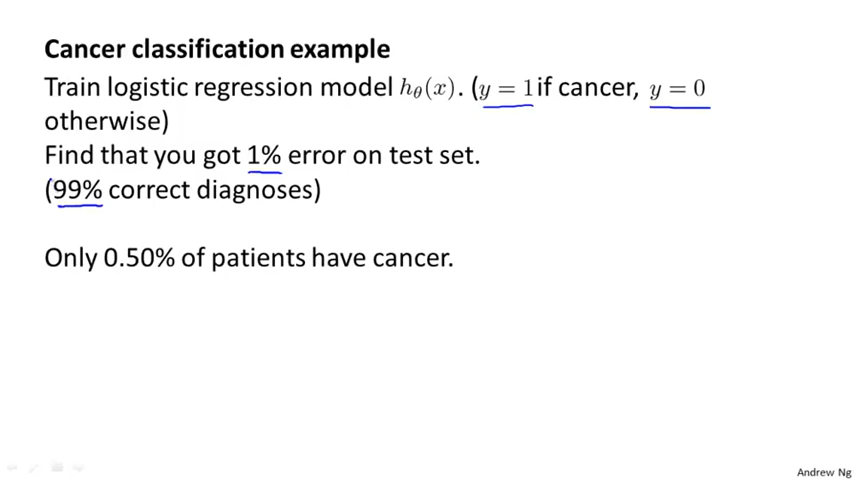 Cancer classification example
Train logistic regression model hθ(x). (y = 1 if cancer, y = 0
otherwise)
Find that you got 1% error on test set.
(99% correct diagnoses)
Only 0.50% of patients have cancer.
Andrew Ng